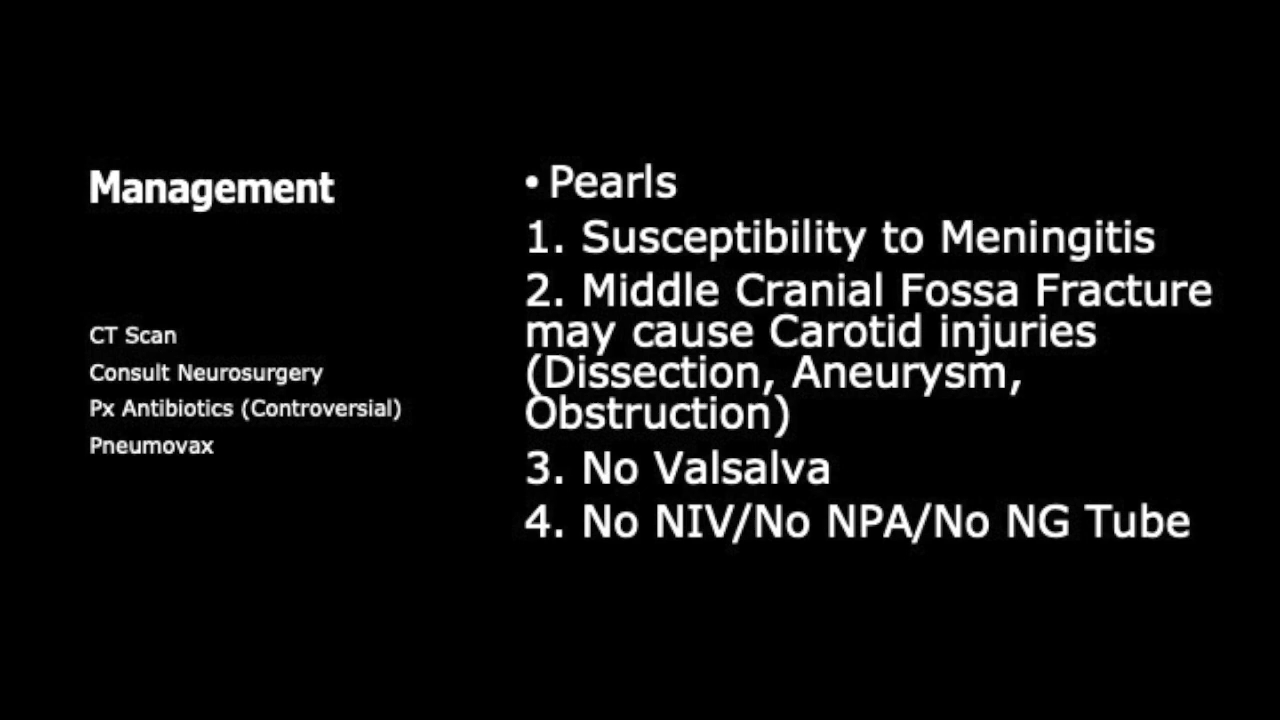 Management
CT Scan
Consult Neurosurgery
Px Antibiotics (Controversial)
Pneumovax
• Pearls
1. Susceptibility to Meningitis
2. Middle Cranial Fossa Fracture
may cause Carotid injuries
(Dissection, Aneurysm,
Obstruction)
3. No Valsalva
4. No NIV/No NPA/No NG Tube